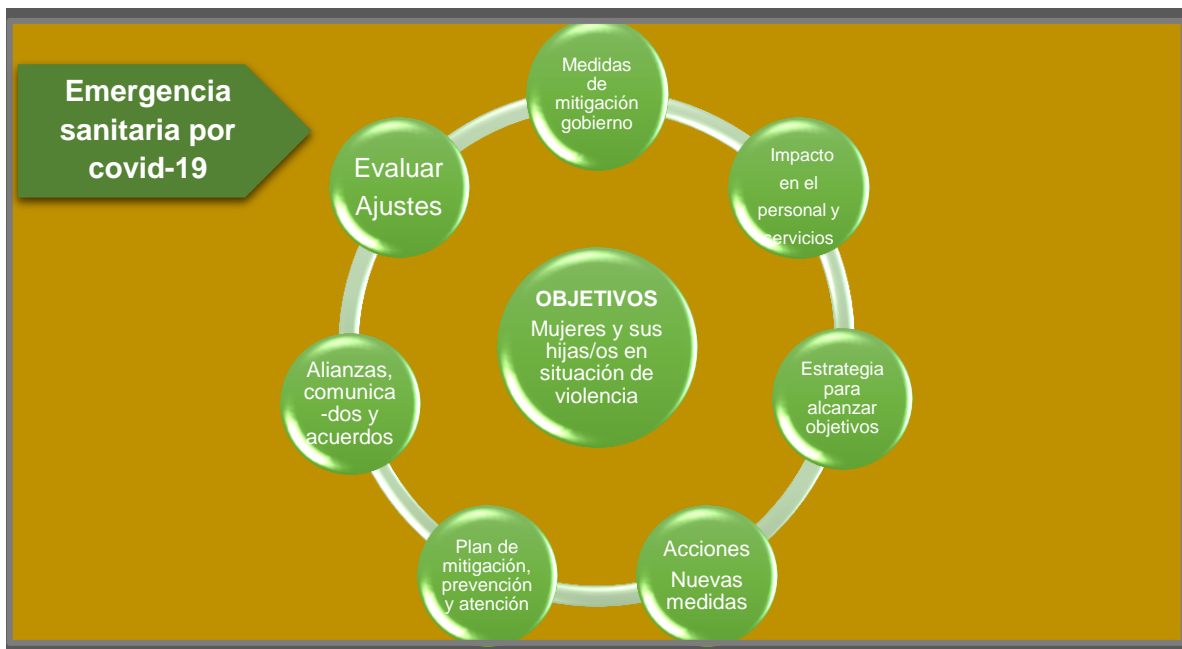 Emergencia
sanitaria por
covid-19
Medidas
de
mitigación
gobierno
Impacto
en el
personal y
servicios
Estrategia
para
alcanzar
objetivos
Acciones
Nuevas
medidas
Plan de
mitigación,
prevención
y atención
Alianzas,
comunica
-dos y
acuerdos
Evaluar
Ajustes
OBJETIVOS
Mujeres y sus
hijas/os en
situación de
violencia